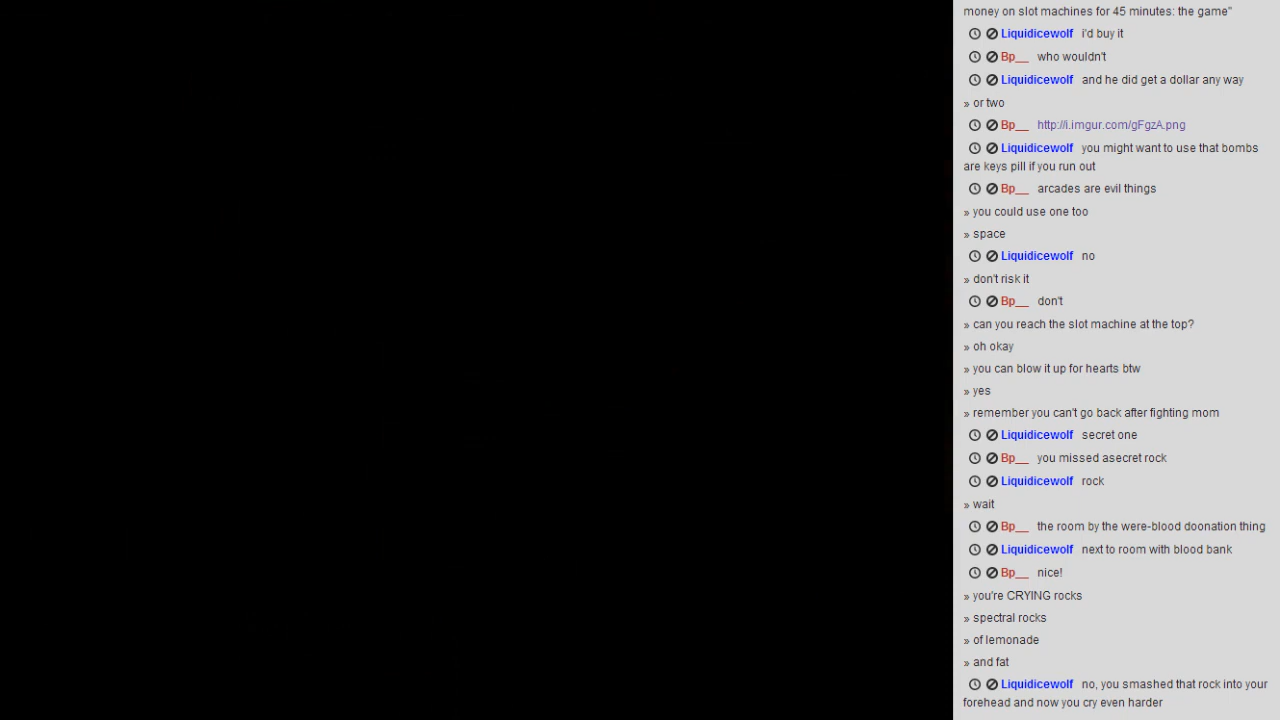 money on slot machines for 45 minutes: the game"
Liquidicewolf i'd buy it
Bp__ who wouldn't
Liquidicewolf and he did get a dollar any way
» or two
Bp__ http://i.imgur.com/gFgzA.png
Liquidicewolf you might want to use that bombs
are keys pill if you run out
Bp__ arcades are evil things
» you could use one too
» space
Liquidicewolf no
» don't risk it
Bp__ don't
» can you reach the slot machine at the top?
» oh okay
» you can blow it up for hearts btw
» yes
» remember you can't go back after fighting mom
Liquidicewolf secret one
Bp__ you missed asecret rock
Liquidicewolf rock
» wait
Bp__ the room by the were-blood doonation thing
Liquidicewolf next to room with blood bank
Bp__ nice!
» you're CRYING rocks
» spectral rocks
» of lemonade
» and fat
Liquidicewolf no, you smashed that rock into your
forehead and now you cry even harder